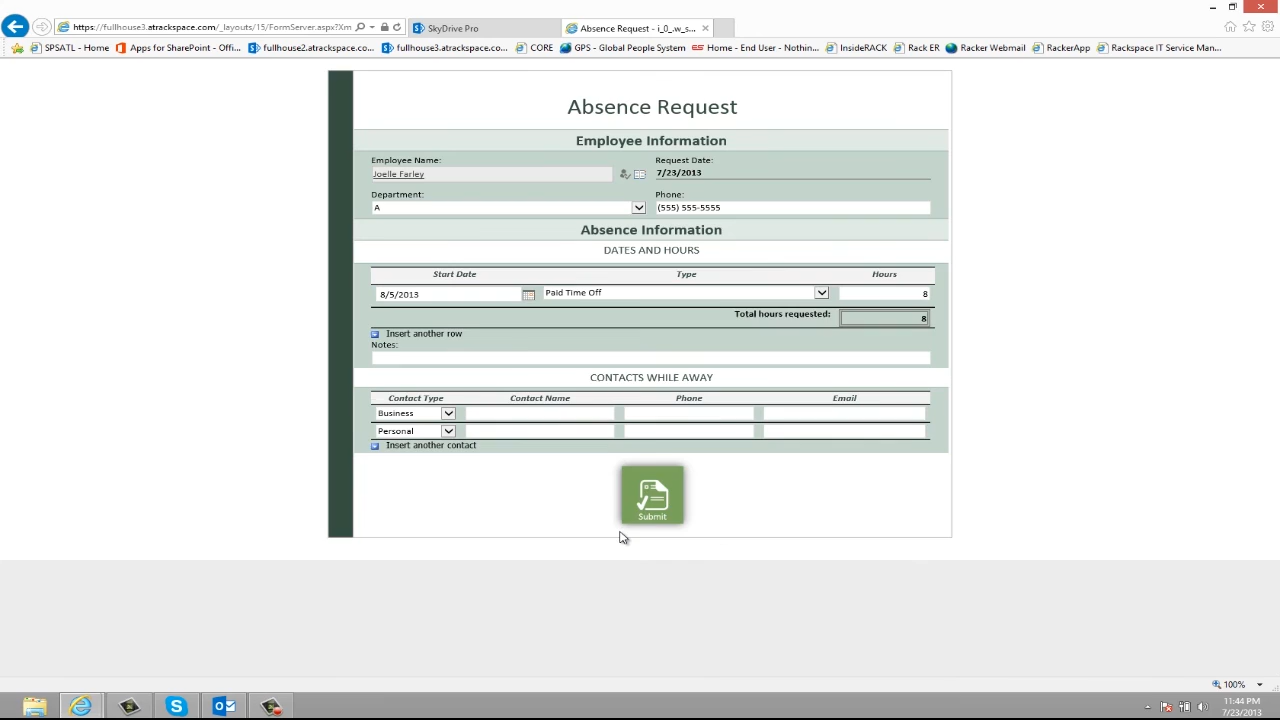 https://fullhouse3.atrackspace.com/_layouts/15/FormServer.aspx?Xm
SkyDrive Pro
Absence Request - i_0_.w_s...
SPSATL - Home
Apps for SharePoint - Offi...
fullhouse2.atrackspace.co...
fullhouse3.atrackspace.co...
CORE
GPS - Global People System
Home - End User - Nothin...
InsideRACK
Rack ER
Racker Webmail
RackerApp
Rackspace IT Service Man...
Absence Request
Employee Information
Employee Name: Request Date:
Joelle Farley 7/23/2013
Department: Phone:
A (555) 555-5555
Absence Information
DATES AND HOURS
Start Date Type Hours
8/5/2013 Paid Time Off 8
Total hours requested: 8
Insert another row
Notes:
CONTACTS WHILE AWAY
Contact Type Contact Name Phone Email
Business
Personal
Insert another contact
Submit
100%
11:44 PM
7/23/2013